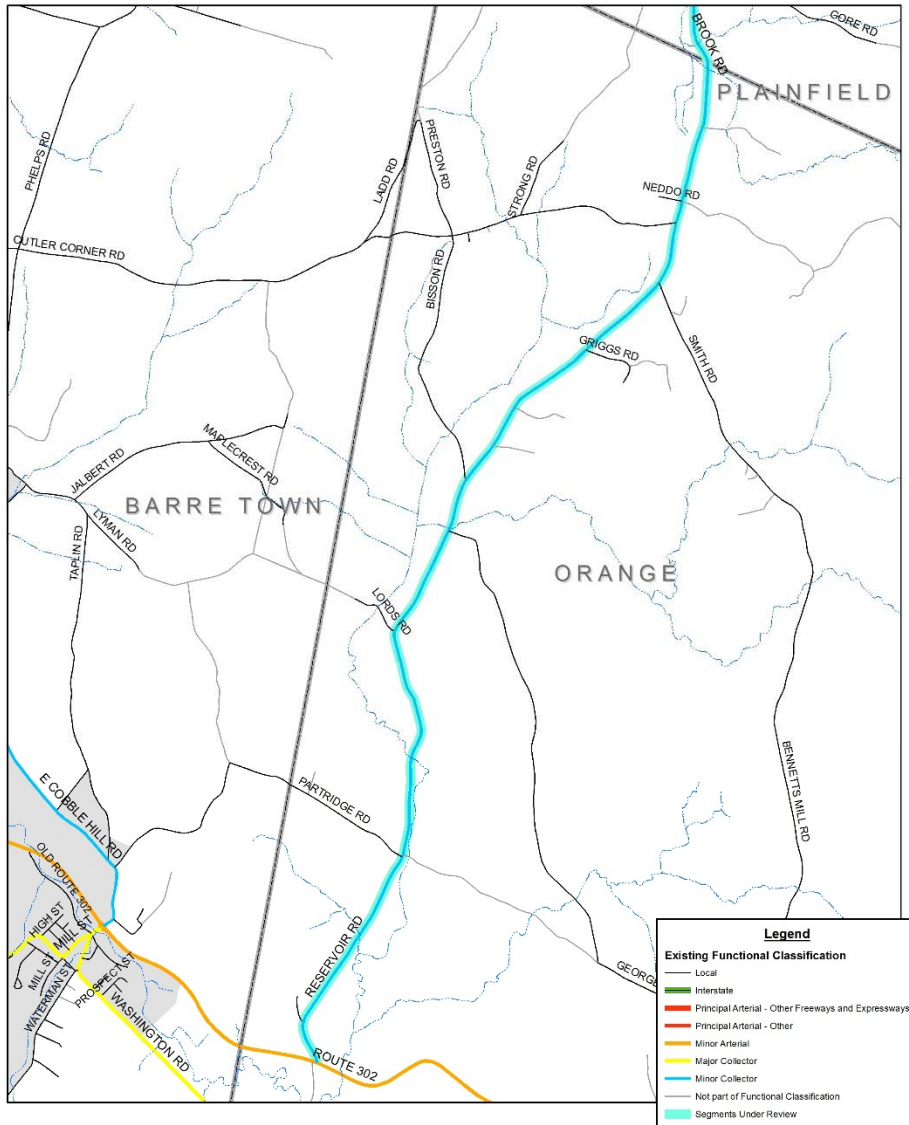 GORE RD
BROOK RD
PLAINFIELD
PHELPS RD
LADD RD
PRESTON RD
STRONG RD
NEDDO RD
CUTLER CORNER RD
BISSON RD
GRIGGS RD
SMITH RD
MAPLECREST RD
JALBERT RD
BARRE TOWN
LYMAN RD
TAPLIN RD
ORANGE
LORDS RD
BENNETTS MILL RD
PARTRIDGE RD
E COBBLE HILL RD
OLD ROUTE 302
HIGH ST
MILL ST
MILL ST
WATERMAN ST
PROSPECT ST
WASHINGTON RD
RESERVOIR RD
ROUTE 302
GEORGE
Legend
Existing Functional Classification
Local
Interstate
Principal Arterial - Other Freeways and Expressways
Principal Arterial - Other
Minor Arterial
Major Collector
Minor Collector
Not part of Functional Classification
Segments Under Review